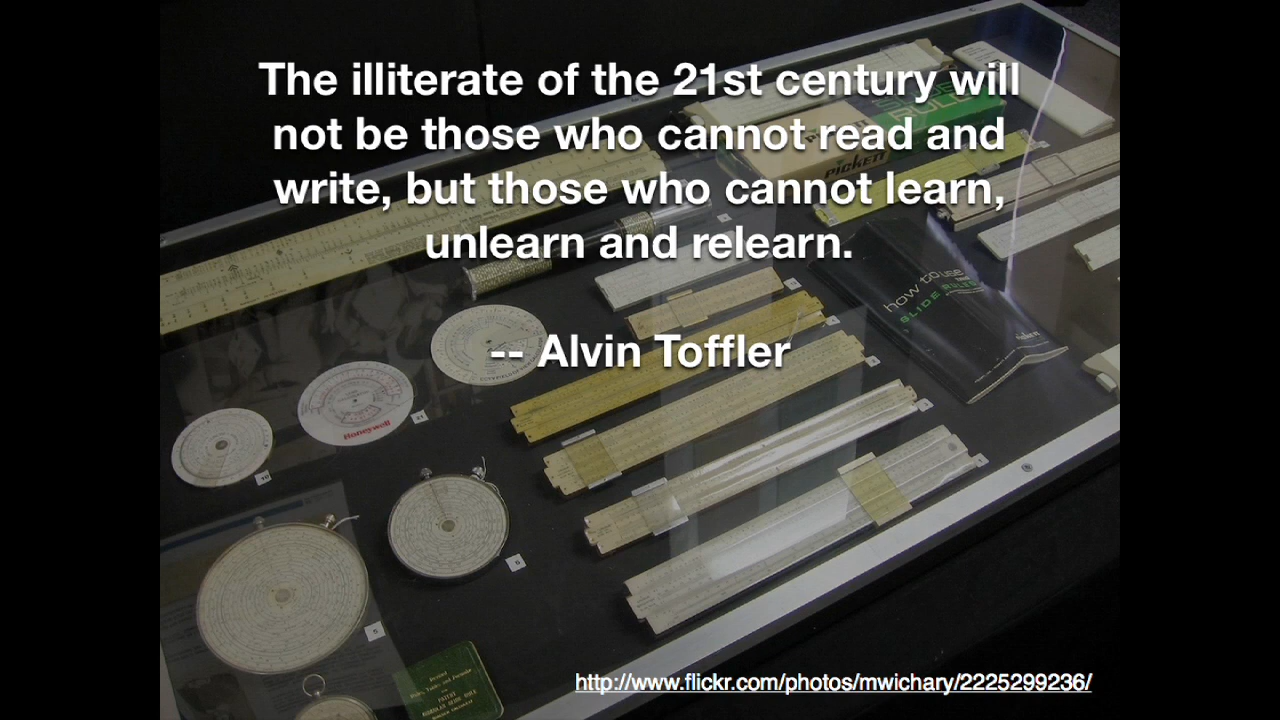 The illiterate of the 21st century will
not be those who cannot read and
write, but those who cannot learn,
unlearn and relearn.
-- Alvin Toffler
PICKETT
how to use
SLIDE RULES
Honeywell
http://www.flickr.com/photos/mwichary/2225299236/